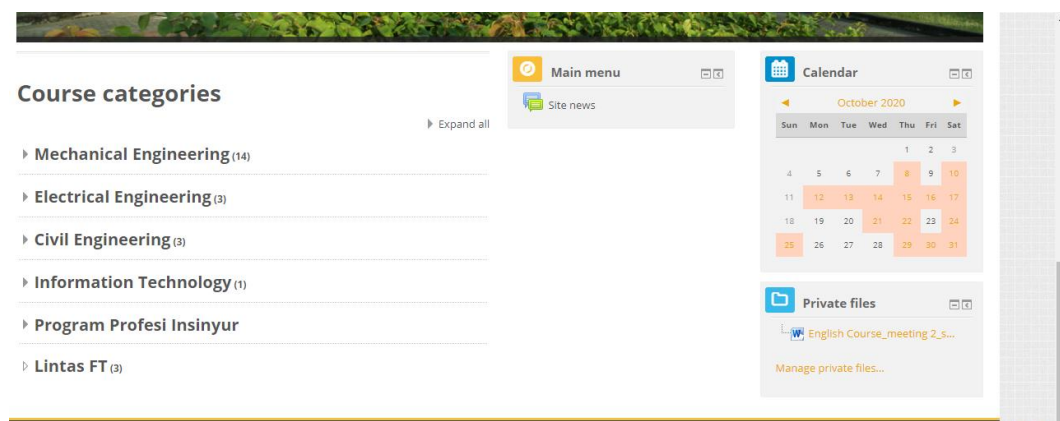 Course categories
Expand all
Mechanical Engineering (14)
Electrical Engineering (3)
Civil Engineering (3)
Information Technology (1)
Program Profesi Insinyur
Lintas FT (3)
Main menu
Site news
Calendar
◄ October 2020 ►
Sun Mon Tue Wed Thu Fri Sat
1 2 3
4 5 6 7 8 9 10
11 12 13 14 15 16 17
18 19 20 21 22 23 24
25 26 27 28 29 30 31
Private files
English Course_meeting 2_s...
Manage private files...